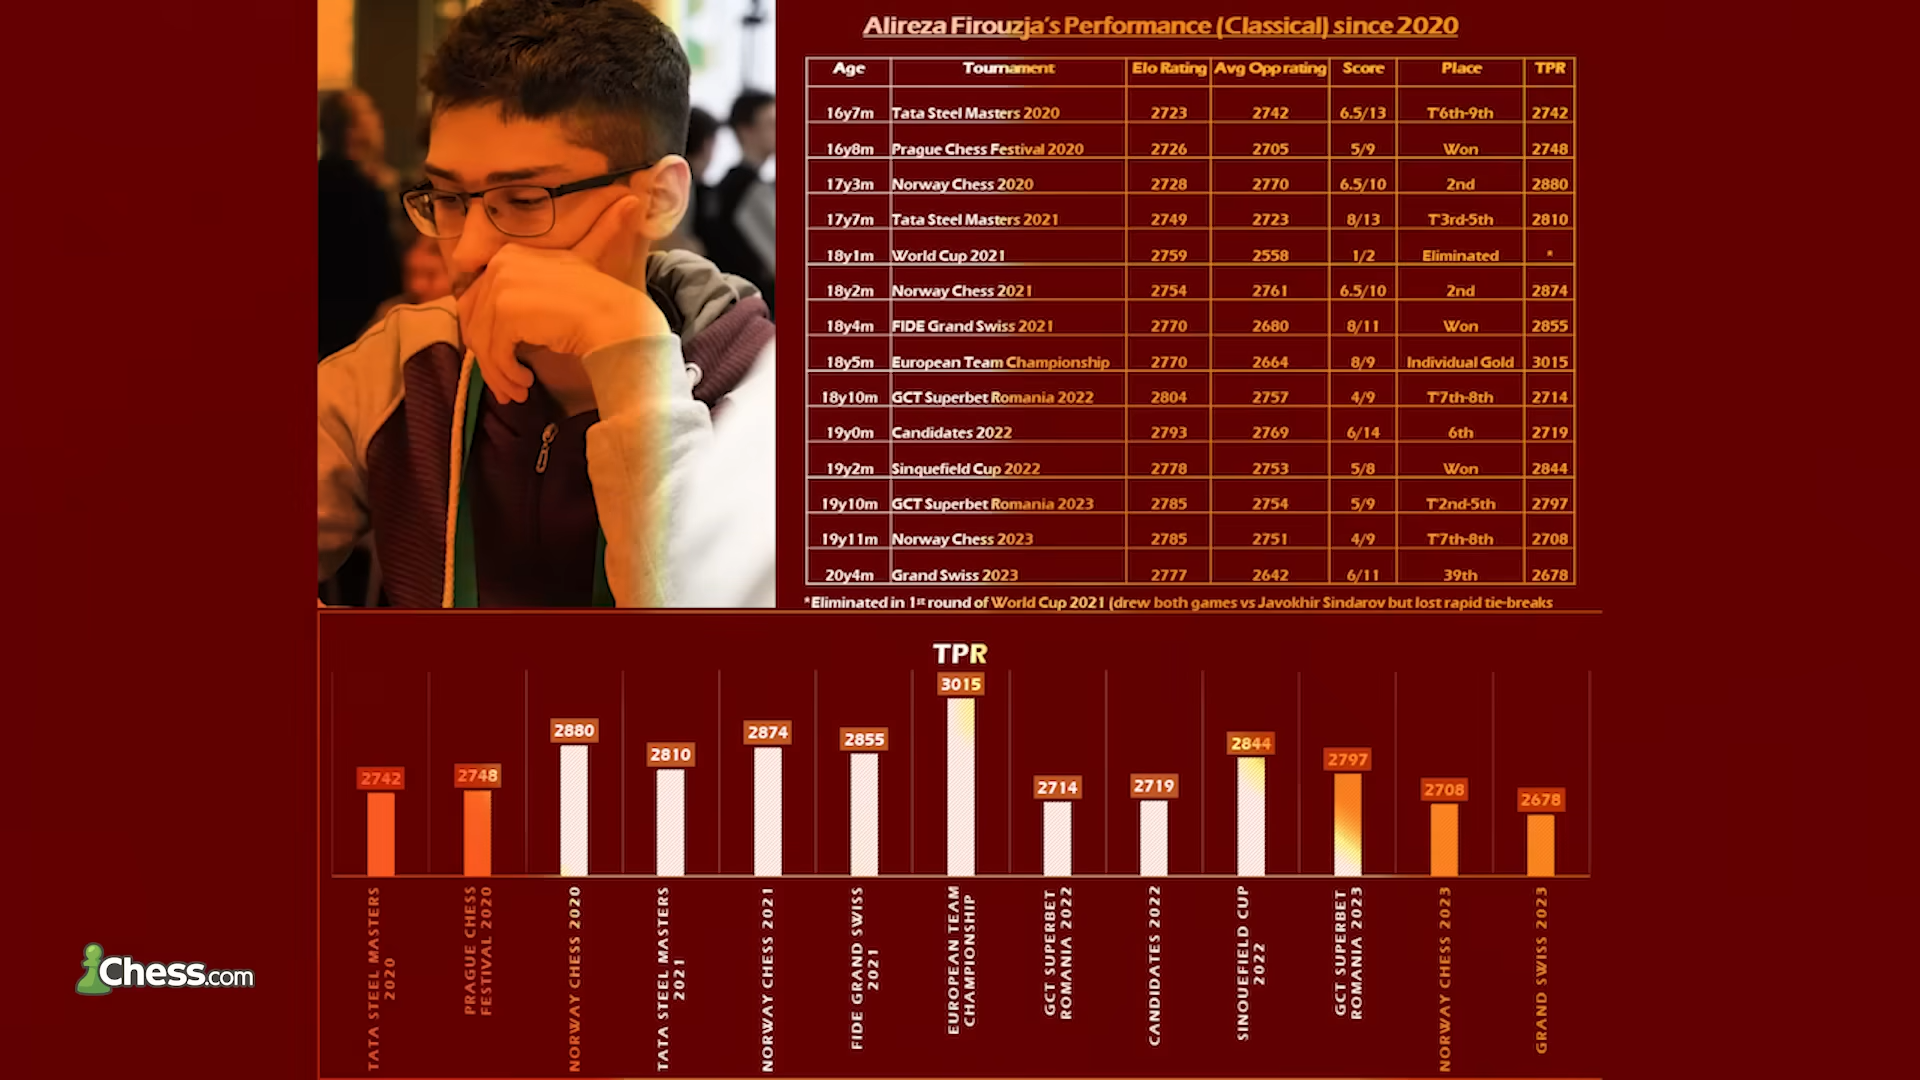 Alireza Firouzja's Performance (Classical) since 2020
Age Tournament Elo Rating Avg Opp rating Score Place TPR
16y7m Tata Steel Masters 2020 2723 2742 6.5/13 T'6th-9th 2742
16y8m Prague Chess Festival 2020 2726 2705 5/9 Won 2748
17y3m Norway Chess 2020 2728 2770 6.5/10 2nd 2880
17y7m Tata Steel Masters 2021 2749 2723 8/13 T'3rd-5th 2810
18y1m World Cup 2021 2759 2558 1/2 Eliminated *
18y2m Norway Chess 2021 2754 2761 6.5/10 2nd 2874
18y4m FIDE Grand Swiss 2021 2770 2680 8/11 Won 2855
18y5m European Team Championship 2770 2664 8/9 Individual Gold 3015
18y10m GCT Superbet Romania 2022 2804 2757 4/9 T'7th-8th 2714
19y0m Candidates 2022 2793 2769 6/14 6th 2719
19y2m Sinquefield Cup 2022 2778 2753 5/8 Won 2844
19y10m GCT Superbet Romania 2023 2785 2754 5/9 T'2nd-5th 2797
19y11m Norway Chess 2023 2785 2751 4/9 T'7th-8th 2708
20y4m Grand Swiss 2023 2777 2642 6/11 39th 2678
*Eliminated in 1st round of World Cup 2021 (drew both games vs Javokhir Sindarov but lost rapid tie-breaks
TPR
2742
2748
2880
2810
2874
2855
3015
2714
2719
2844
2797
2708
2678
TATA STEEL MASTERS
2020
PRAGUE CHESS
FESTIVAL 2020
NORWAY CHESS 2020
TATA STEEL MASTERS
2021
NORWAY CHESS 2021
FIDE GRAND SWISS
2021
EUROPEAN TEAM
CHAMPIONSHIP
GCT SUPERBET
ROMANIA 2022
CANDIDATES 2022
SINQUEFIELD CUP
2022
GCT SUPERBET
ROMANIA 2023
NORWAY CHESS 2023
GRAND SWISS 2023
Chess.com